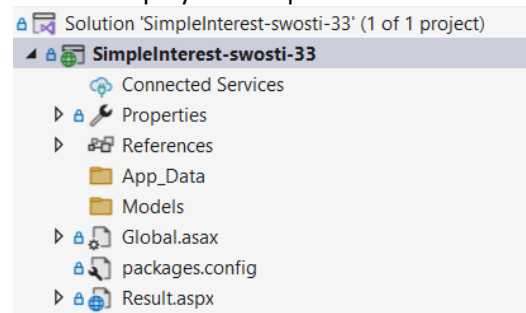 Solution 'SimpleInterest-swosti-33' (1 of 1 project)
SimpleInterest-swosti-33
Connected Services
Properties
References
App_Data
Models
Global.asax
packages.config
Result.aspx